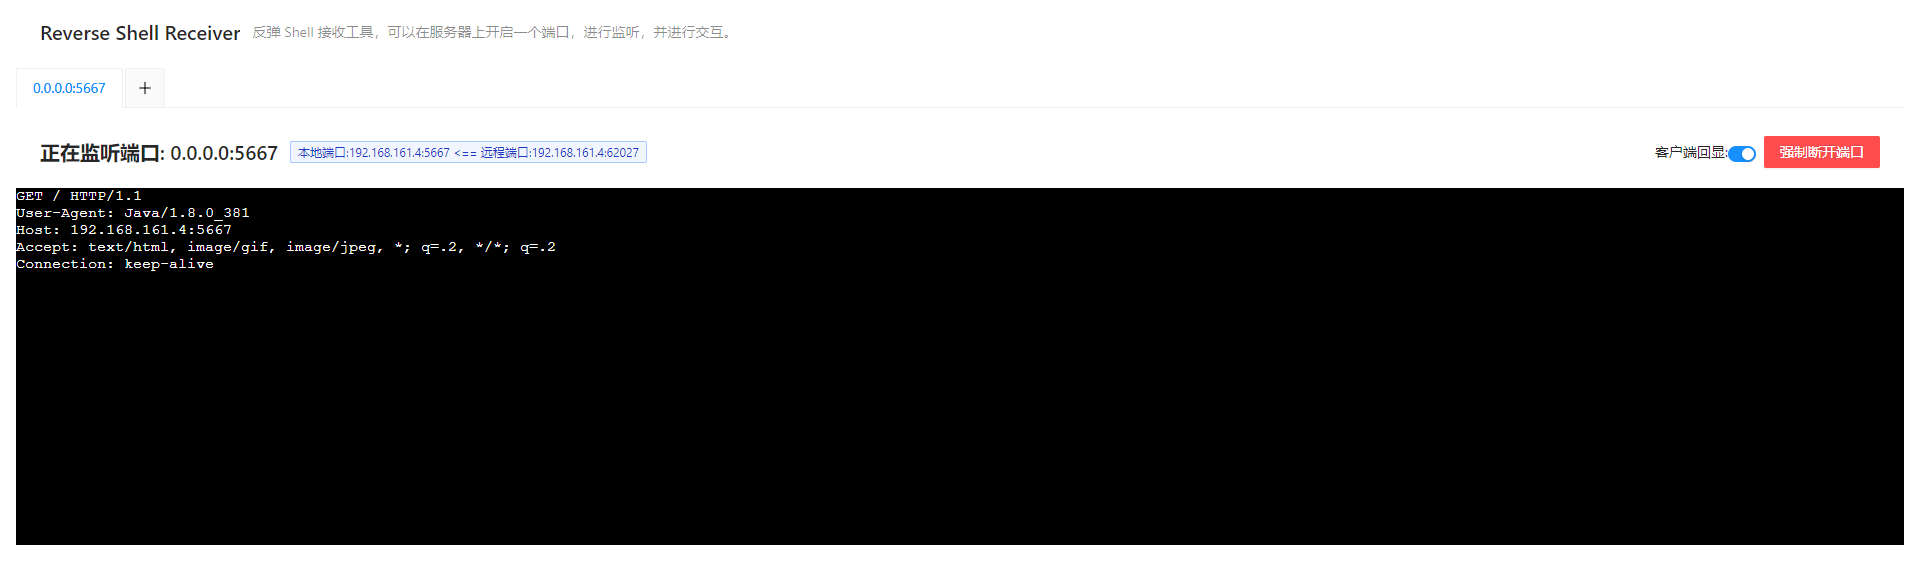 Reverse Shell Receiver 反弹 Shell 接收工具，可以在服务器上开启一个端口，进行监听，并进行交互。
0.0.0.0:5667 +
正在监听端口: 0.0.0.0:5667 本地端口:192.168.161.4:5667 <== 远程端口:192.168.161.4:62027 客户端回显: 强制断开端口
GET / HTTP/1.1
User-Agent: Java/1.8.0_381
Host: 192.168.161.4:5667
Accept: text/html, image/gif, image/jpeg, *; q=.2, */*; q=.2
Connection: keep-alive